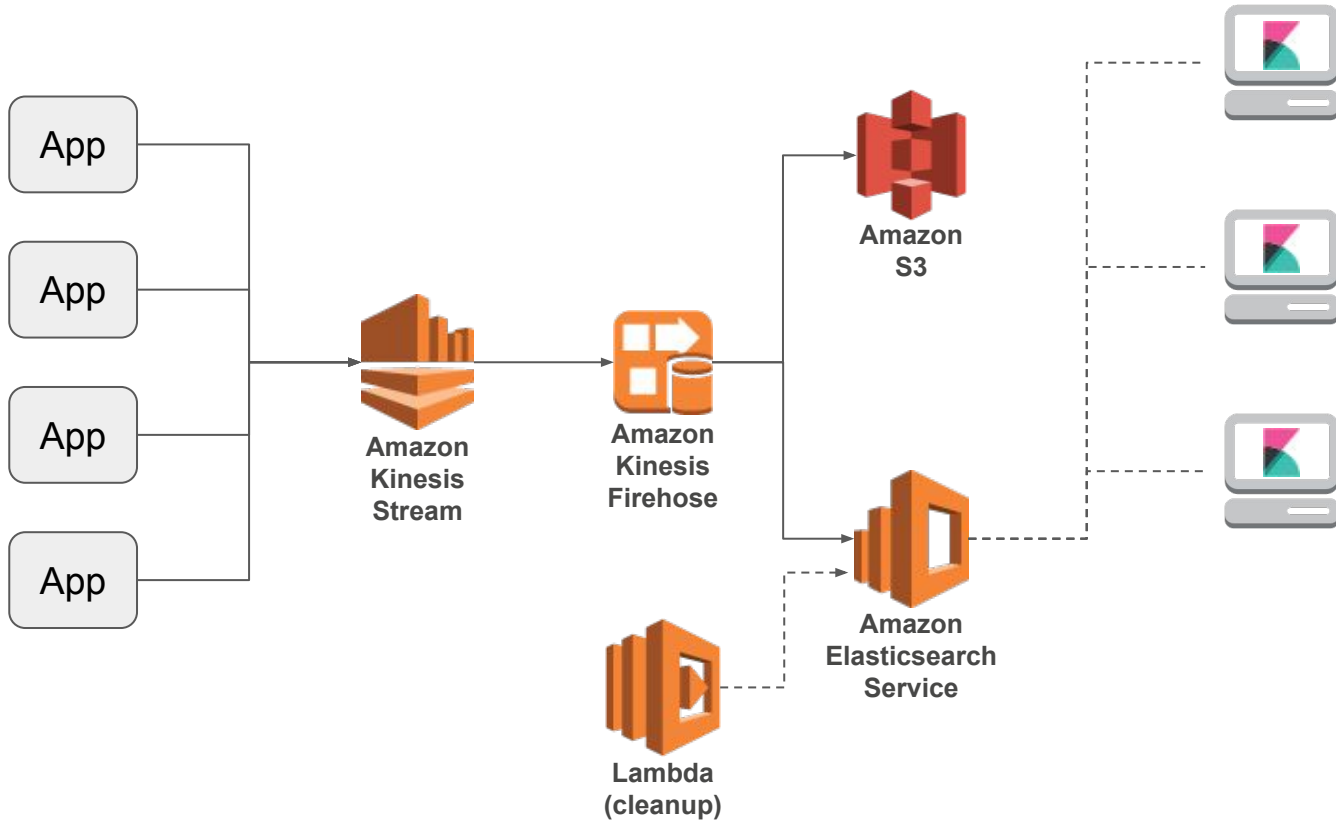 App
App
App
App
Amazon
Kinesis
Stream
Amazon
Kinesis
Firehose
Amazon
S3
Amazon
Elasticsearch
Service
Lambda
(cleanup)